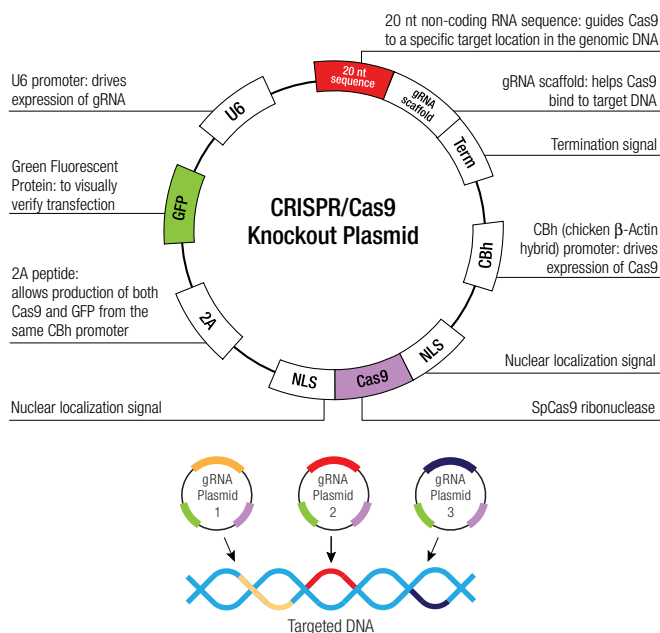 20 nt non-coding RNA sequence: guides Cas9
to a specific target location in the genomic DNA
U6 promoter: drives
expression of gRNA
20 nt
sequence
gRNA
scaffold
gRNA scaffold: helps Cas9
bind to target DNA
U6
Term
Termination signal
Green Fluorescent
Protein: to visually
verify transfection
GFP
CRISPR/Cas9
Knockout Plasmid
CBh
CBh (chicken β-Actin
hybrid) promoter: drives
expression of Cas9
2A peptide:
allows production of both
Cas9 and GFP from the
same CBh promoter
2A
NLS
Cas9
NLS
Nuclear localization signal
Nuclear localization signal
SpCas9 ribonuclease
gRNA
Plasmid
1
gRNA
Plasmid
2
gRNA
Plasmid
3
Targeted DNA